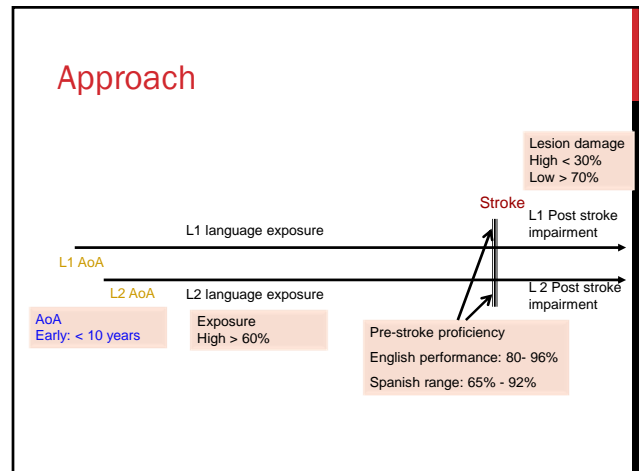 Approach
Lesion damage
High < 30%
Low > 70%
Stroke
L1 language exposure
L1 Post stroke
impairment
L1 AoA
L2 AoA
L2 language exposure
L 2 Post stroke
impairment
AoA
Early: < 10 years
Exposure
High > 60%
Pre-stroke proficiency
English performance: 80- 96%
Spanish range: 65% - 92%